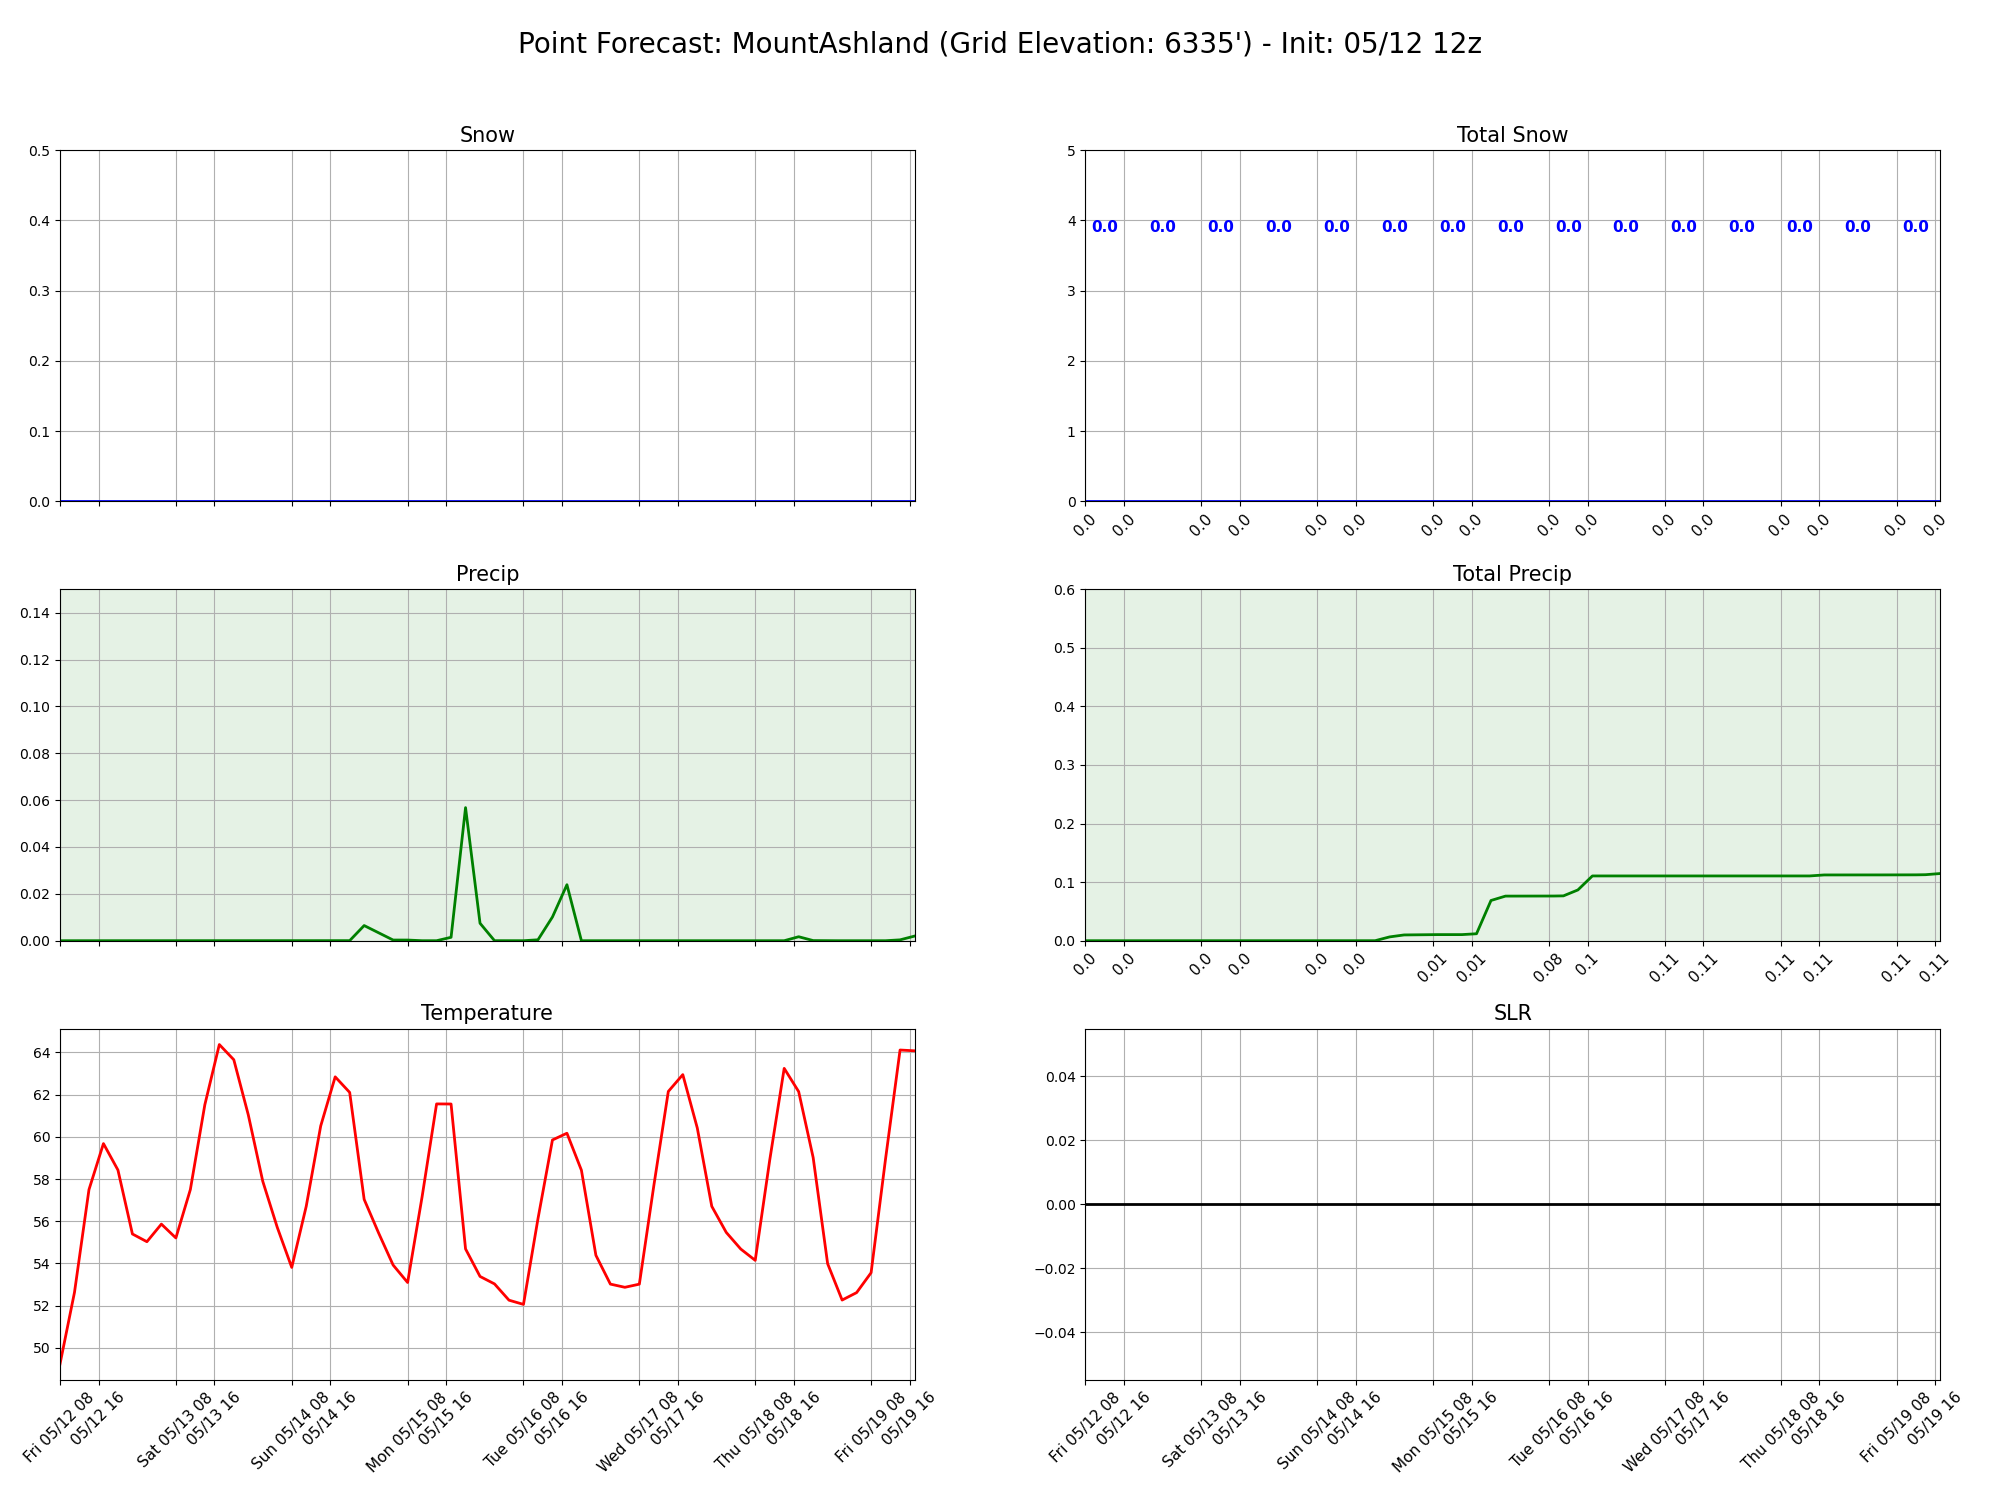 Point Forecast: MountAshland (Grid Elevation: 6335') - Init: 05/12 12z
Snow
0.5
0.4
0.3
0.2
0.1
0.0
Total Snow
5
4
3
2
1
0
0.0 0.0 0.0 0.0 0.0 0.0 0.0 0.0 0.0 0.0 0.0 0.0 0.0 0.0 0.0
0.0 0.0 0.0 0.0 0.0 0.0 0.0 0.0 0.0 0.0 0.0 0.0 0.0 0.0 0.0 0.0
Precip
0.14
0.12
0.10
0.08
0.06
0.04
0.02
0.00
Total Precip
0.6
0.5
0.4
0.3
0.2
0.1
0.0
0.0 0.0 0.0 0.0 0.0 0.0 0.01 0.01 0.08 0.1 0.11 0.11 0.11 0.11 0.11 0.11
Temperature
64
62
60
58
56
54
52
50
Fri 05/12 08
05/12 16
Sat 05/13 08
05/13 16
Sun 05/14 08
05/14 16
Mon 05/15 08
05/15 16
Tue 05/16 08
05/16 16
Wed 05/17 08
05/17 16
Thu 05/18 08
05/18 16
Fri 05/19 08
05/19 16
SLR
0.04
0.02
0.00
−0.02
−0.04
Fri 05/12 08
05/12 16
Sat 05/13 08
05/13 16
Sun 05/14 08
05/14 16
Mon 05/15 08
05/15 16
Tue 05/16 08
05/16 16
Wed 05/17 08
05/17 16
Thu 05/18 08
05/18 16
Fri 05/19 08
05/19 16